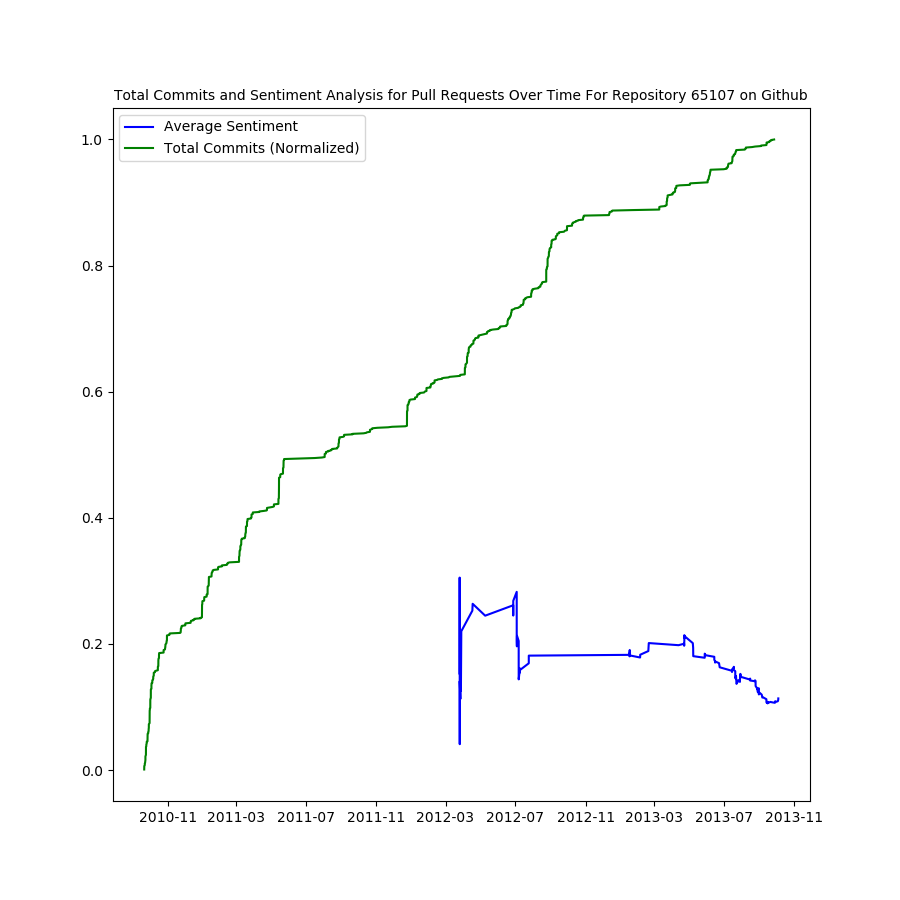 Total Commits and Sentiment Analysis for Pull Requests Over Time For Repository 65107 on Github
Average Sentiment
Total Commits (Normalized)
1.0
0.8
0.6
0.4
0.2
0.0
2010-11 2011-03 2011-07 2011-11 2012-03 2012-07 2012-11 2013-03 2013-07 2013-11